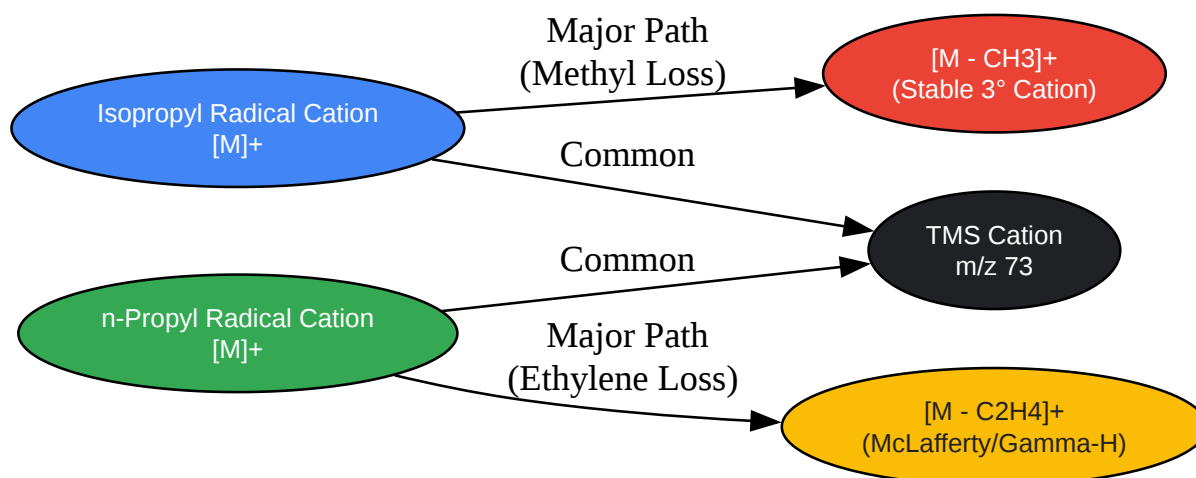 Major Path
(Methyl Loss)
[M - CH3]+
(Stable 3° Cation)
Isopropyl Radical Cation
[M]+
Common
TMS Cation
m/z 73
Common
n-Propyl Radical Cation
[M]+
Major Path
(Ethylene Loss)
[M - C2H4]+
(McLafferty/Gamma-H)